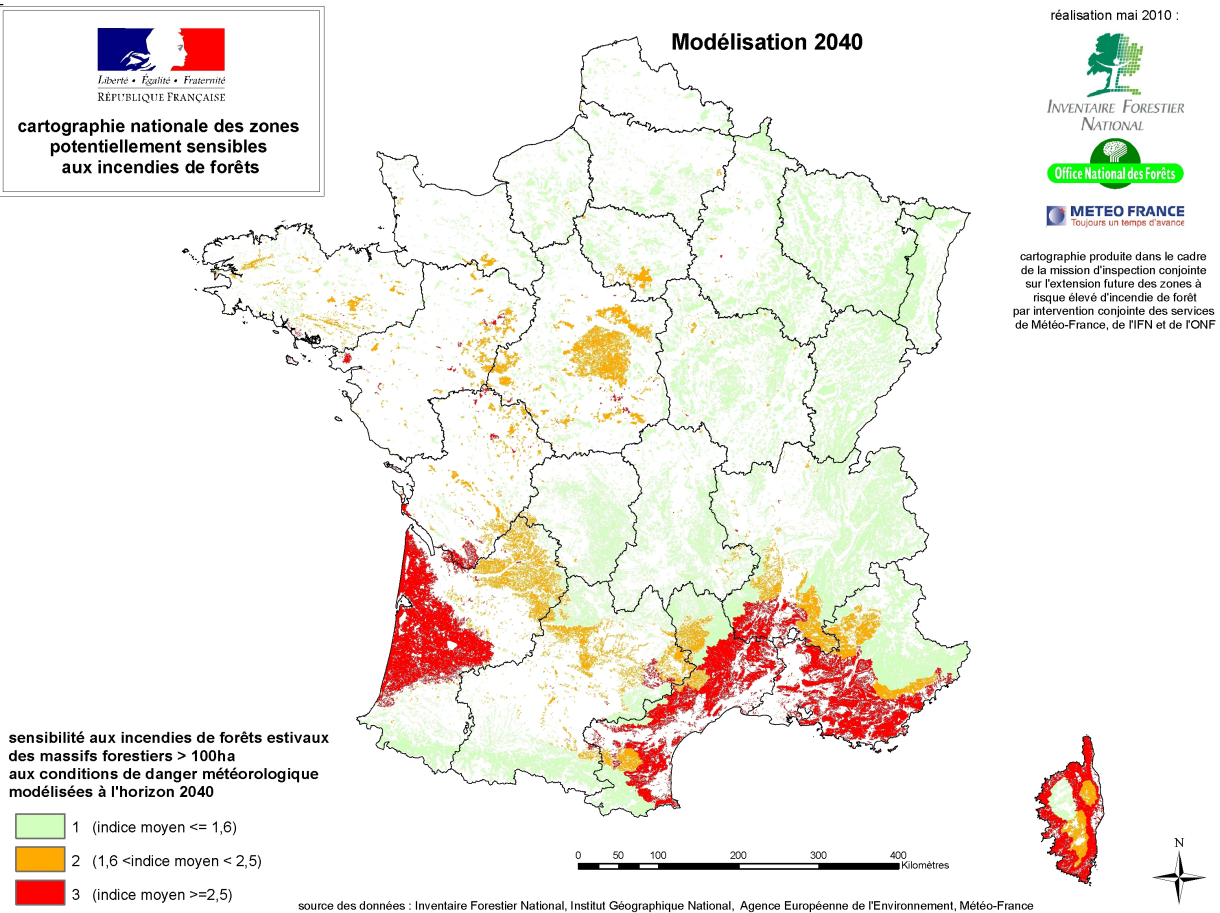 Liberté • Égalité • Fraternité
RÉPUBLIQUE FRANÇAISE
cartographie nationale des zones
potentiellement sensibles
aux incendies de forêts
Modélisation 2040
réalisation mai 2010 :
INVENTAIRE FORESTIER
NATIONAL
Office National des Forêts
METEO FRANCE
Toujours un temps d'avance
cartographie produite dans le cadre
de la mission d'inspection conjointe
sur l'extension future des zones à
risque élevé d'incendie de forêt
par intervention conjointe des services
de Météo-France, de l'IFN et de l'ONF
sensibilité aux incendies de forêts estivaux
des massifs forestiers > 100ha
aux conditions de danger météorologique
modélisées à l'horizon 2040
1 (indice moyen <= 1,6)
2 (1,6 <indice moyen < 2,5)
3 (indice moyen >=2,5)
0 50 100 200 300 400
Kilomètres
N
source des données : Inventaire Forestier National, Institut Géographique National, Agence Européenne de l'Environnement, Météo-France